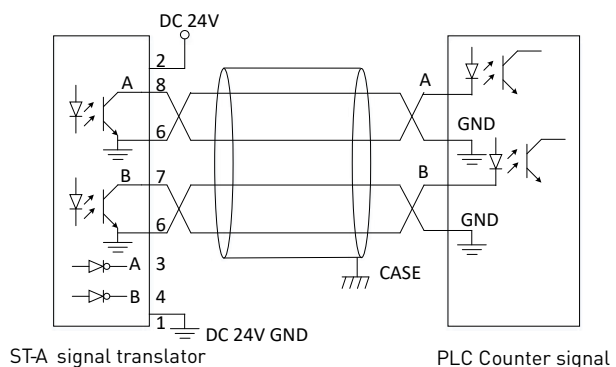 DC 24V
2
A 8
A
6
GND
B 7
B
6
GND
A 3
B 4
CASE
1
DC 24V GND
ST-A signal translator
PLC Counter signal